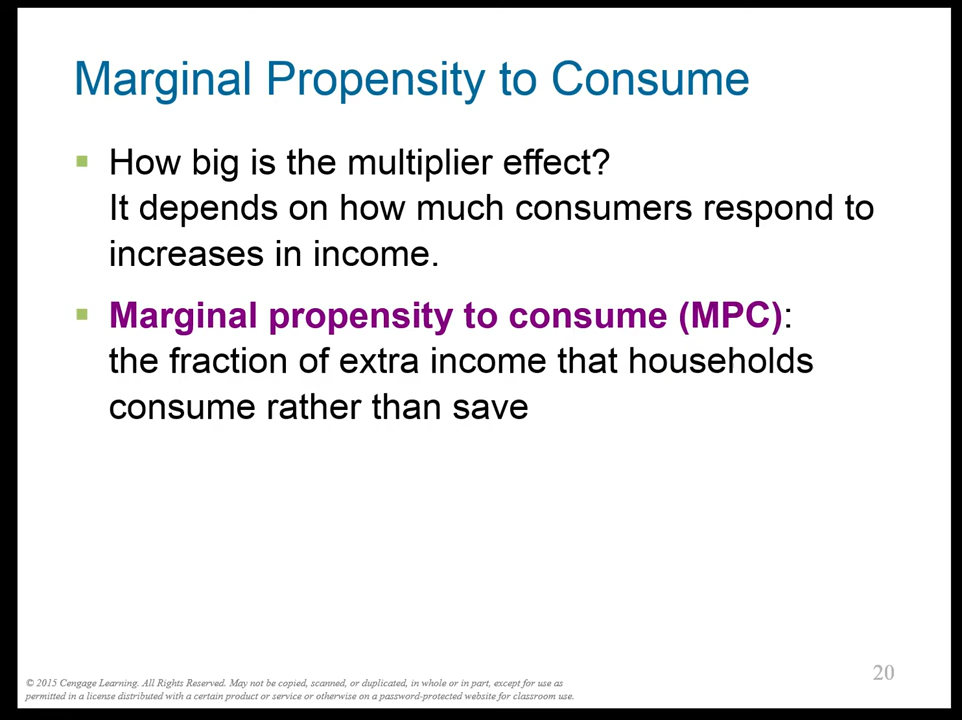 Marginal Propensity to Consume
▪ How big is the multiplier effect?
It depends on how much consumers respond to
increases in income.
▪ Marginal propensity to consume (MPC):
the fraction of extra income that households
consume rather than save
20
© 2015 Cengage Learning. All Rights Reserved. May not be copied, scanned, or duplicated, in whole or in part, except for use as
permitted in a license distributed with a certain product or service or otherwise on a password-protected website for classroom use.